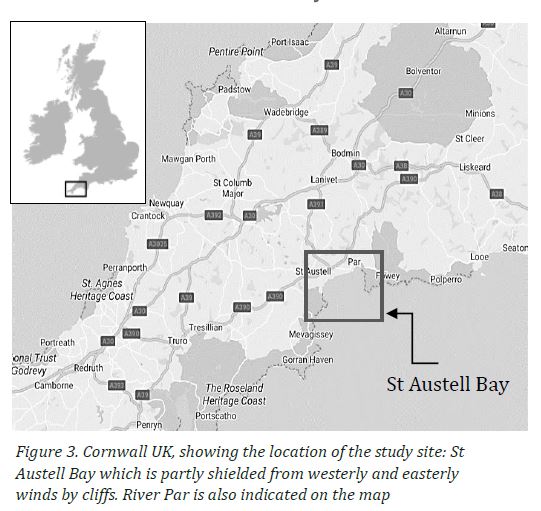 Port Isaac
Altarnun
Pentire Point
A39
Bolventor
Padstow
A30
Wadebridge
Minions
A39
A389
St Cleer
Bodmin
Mawgan Porth
A30
A38
Liskeard
St Columb
Major
Lanivet
A390
A38
Newquay
A391
Crantock
A392
A30
A3075
Seaton
Looe
Par
St Austell
Fowey
Polperro
Perranporth
St. Agnes
Heritage Coast
A39
A390
A390
A30
Tresillian
Mevagissey
Portreath
A390
A30
Truro
onal Trust
Godrevy
Gorran Haven
Redruth
Camborne
A393
The Roseland
Heritage Coast
St Austell Bay
A39
Portscatho
Penryn
Figure 3. Cornwall UK, showing the location of the study site: St
Austell Bay which is partly shielded from westerly and easterly
winds by cliffs. River Par is also indicated on the map